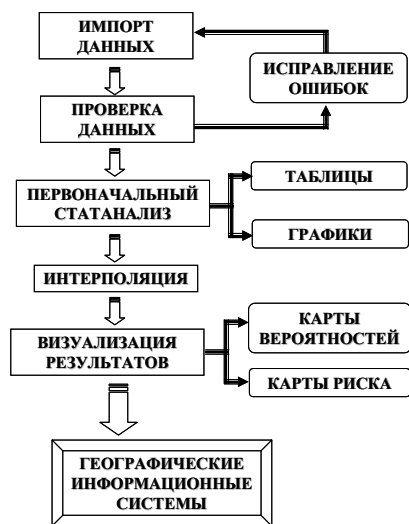 ИМПОРТ
ДАННЫХ
ИСПРАВЛЕНИЕ
ОШИБОК
ПРОВЕРКА
ДАННЫХ
ПЕРВОНАЧАЛЬНЫЙ
СТАТАНАЛИЗ
ТАБЛИЦЫ
ГРАФИКИ
ИНТЕРПОЛЯЦИЯ
ВИЗУАЛИЗАЦИЯ
РЕЗУЛЬТАТОВ
КАРТЫ
ВЕРОЯТНОСТЕЙ
КАРТЫ РИСКА
ГЕОГРАФИЧЕСКИЕ
ИНФОРМАЦИОННЫЕ
СИСТЕМЫ